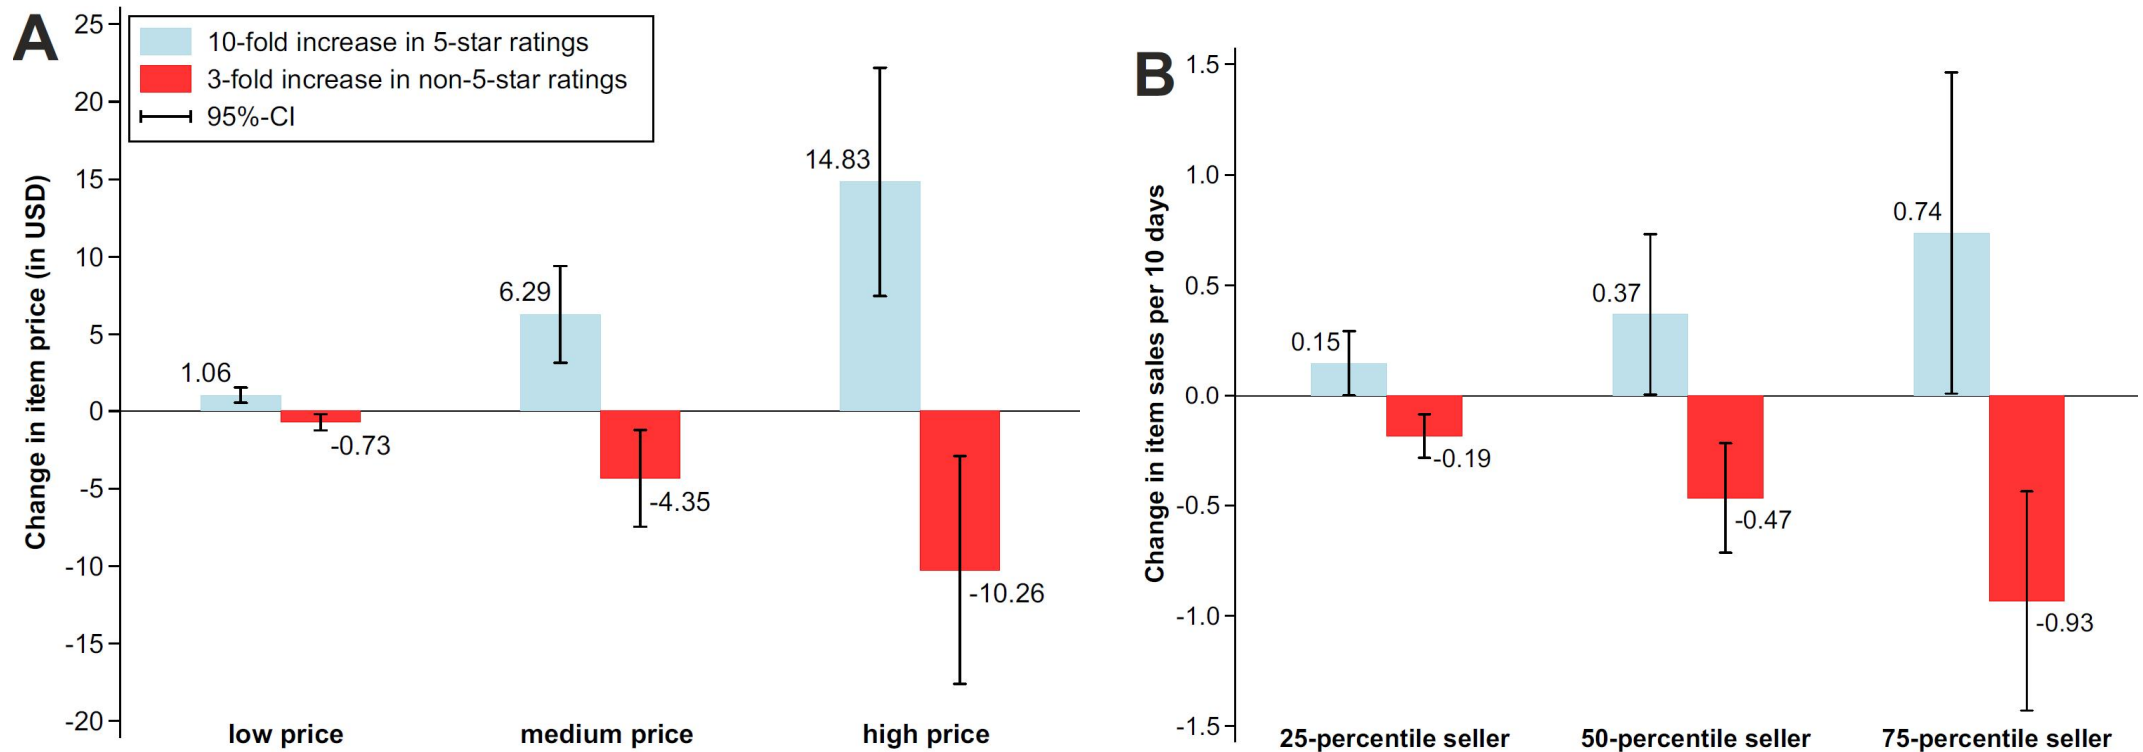 A
25
20
15
10
5
0
-5
-10
-15
-20
Change in item price (in USD)
10-fold increase in 5-star ratings
3-fold increase in non-5-star ratings
95%-CI
1.06
-0.73
6.29
-4.35
14.83
-10.26
low price
medium price
high price
B
1.5
1.0
0.5
0.0
-0.5
-1.0
-1.5
Change in item sales per 10 days
0.15
-0.19
0.37
-0.47
0.74
-0.93
25-percentile seller
50-percentile seller
75-percentile seller